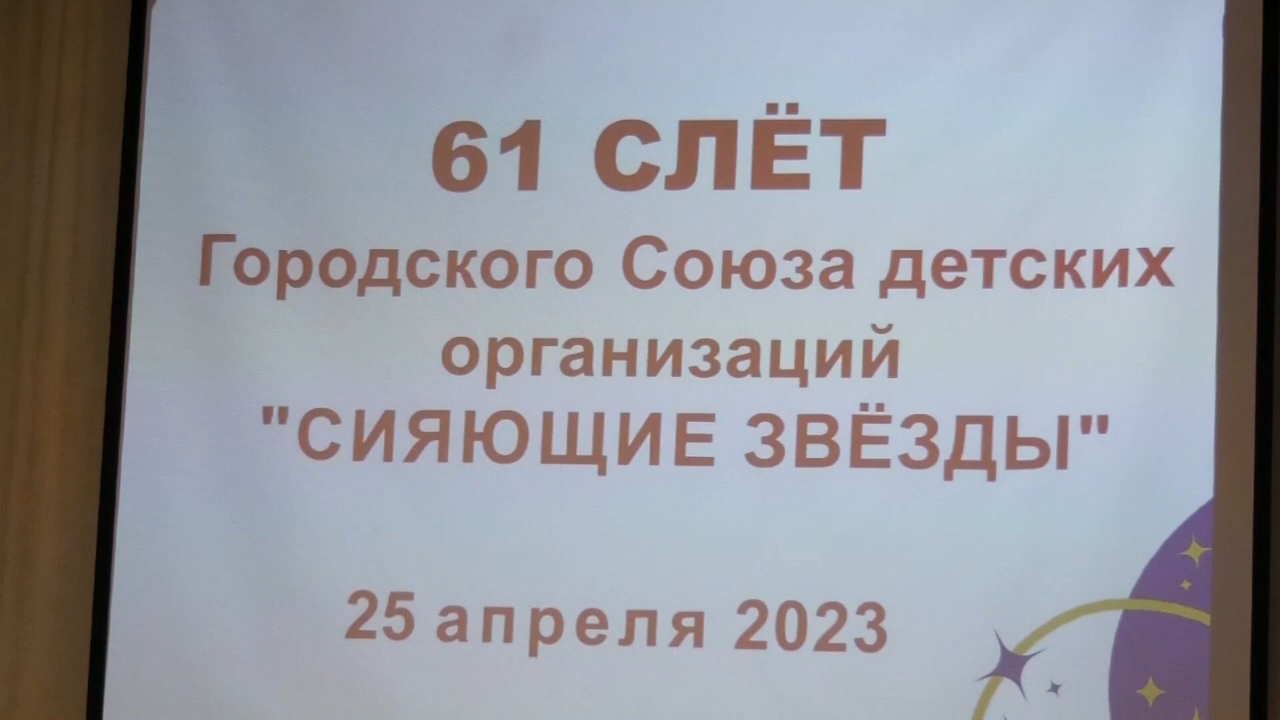 61 СЛЁТ
Городского Союза детских
организаций
"СИЯЮЩИЕ ЗВЁЗДЫ"
25 апреля 2023